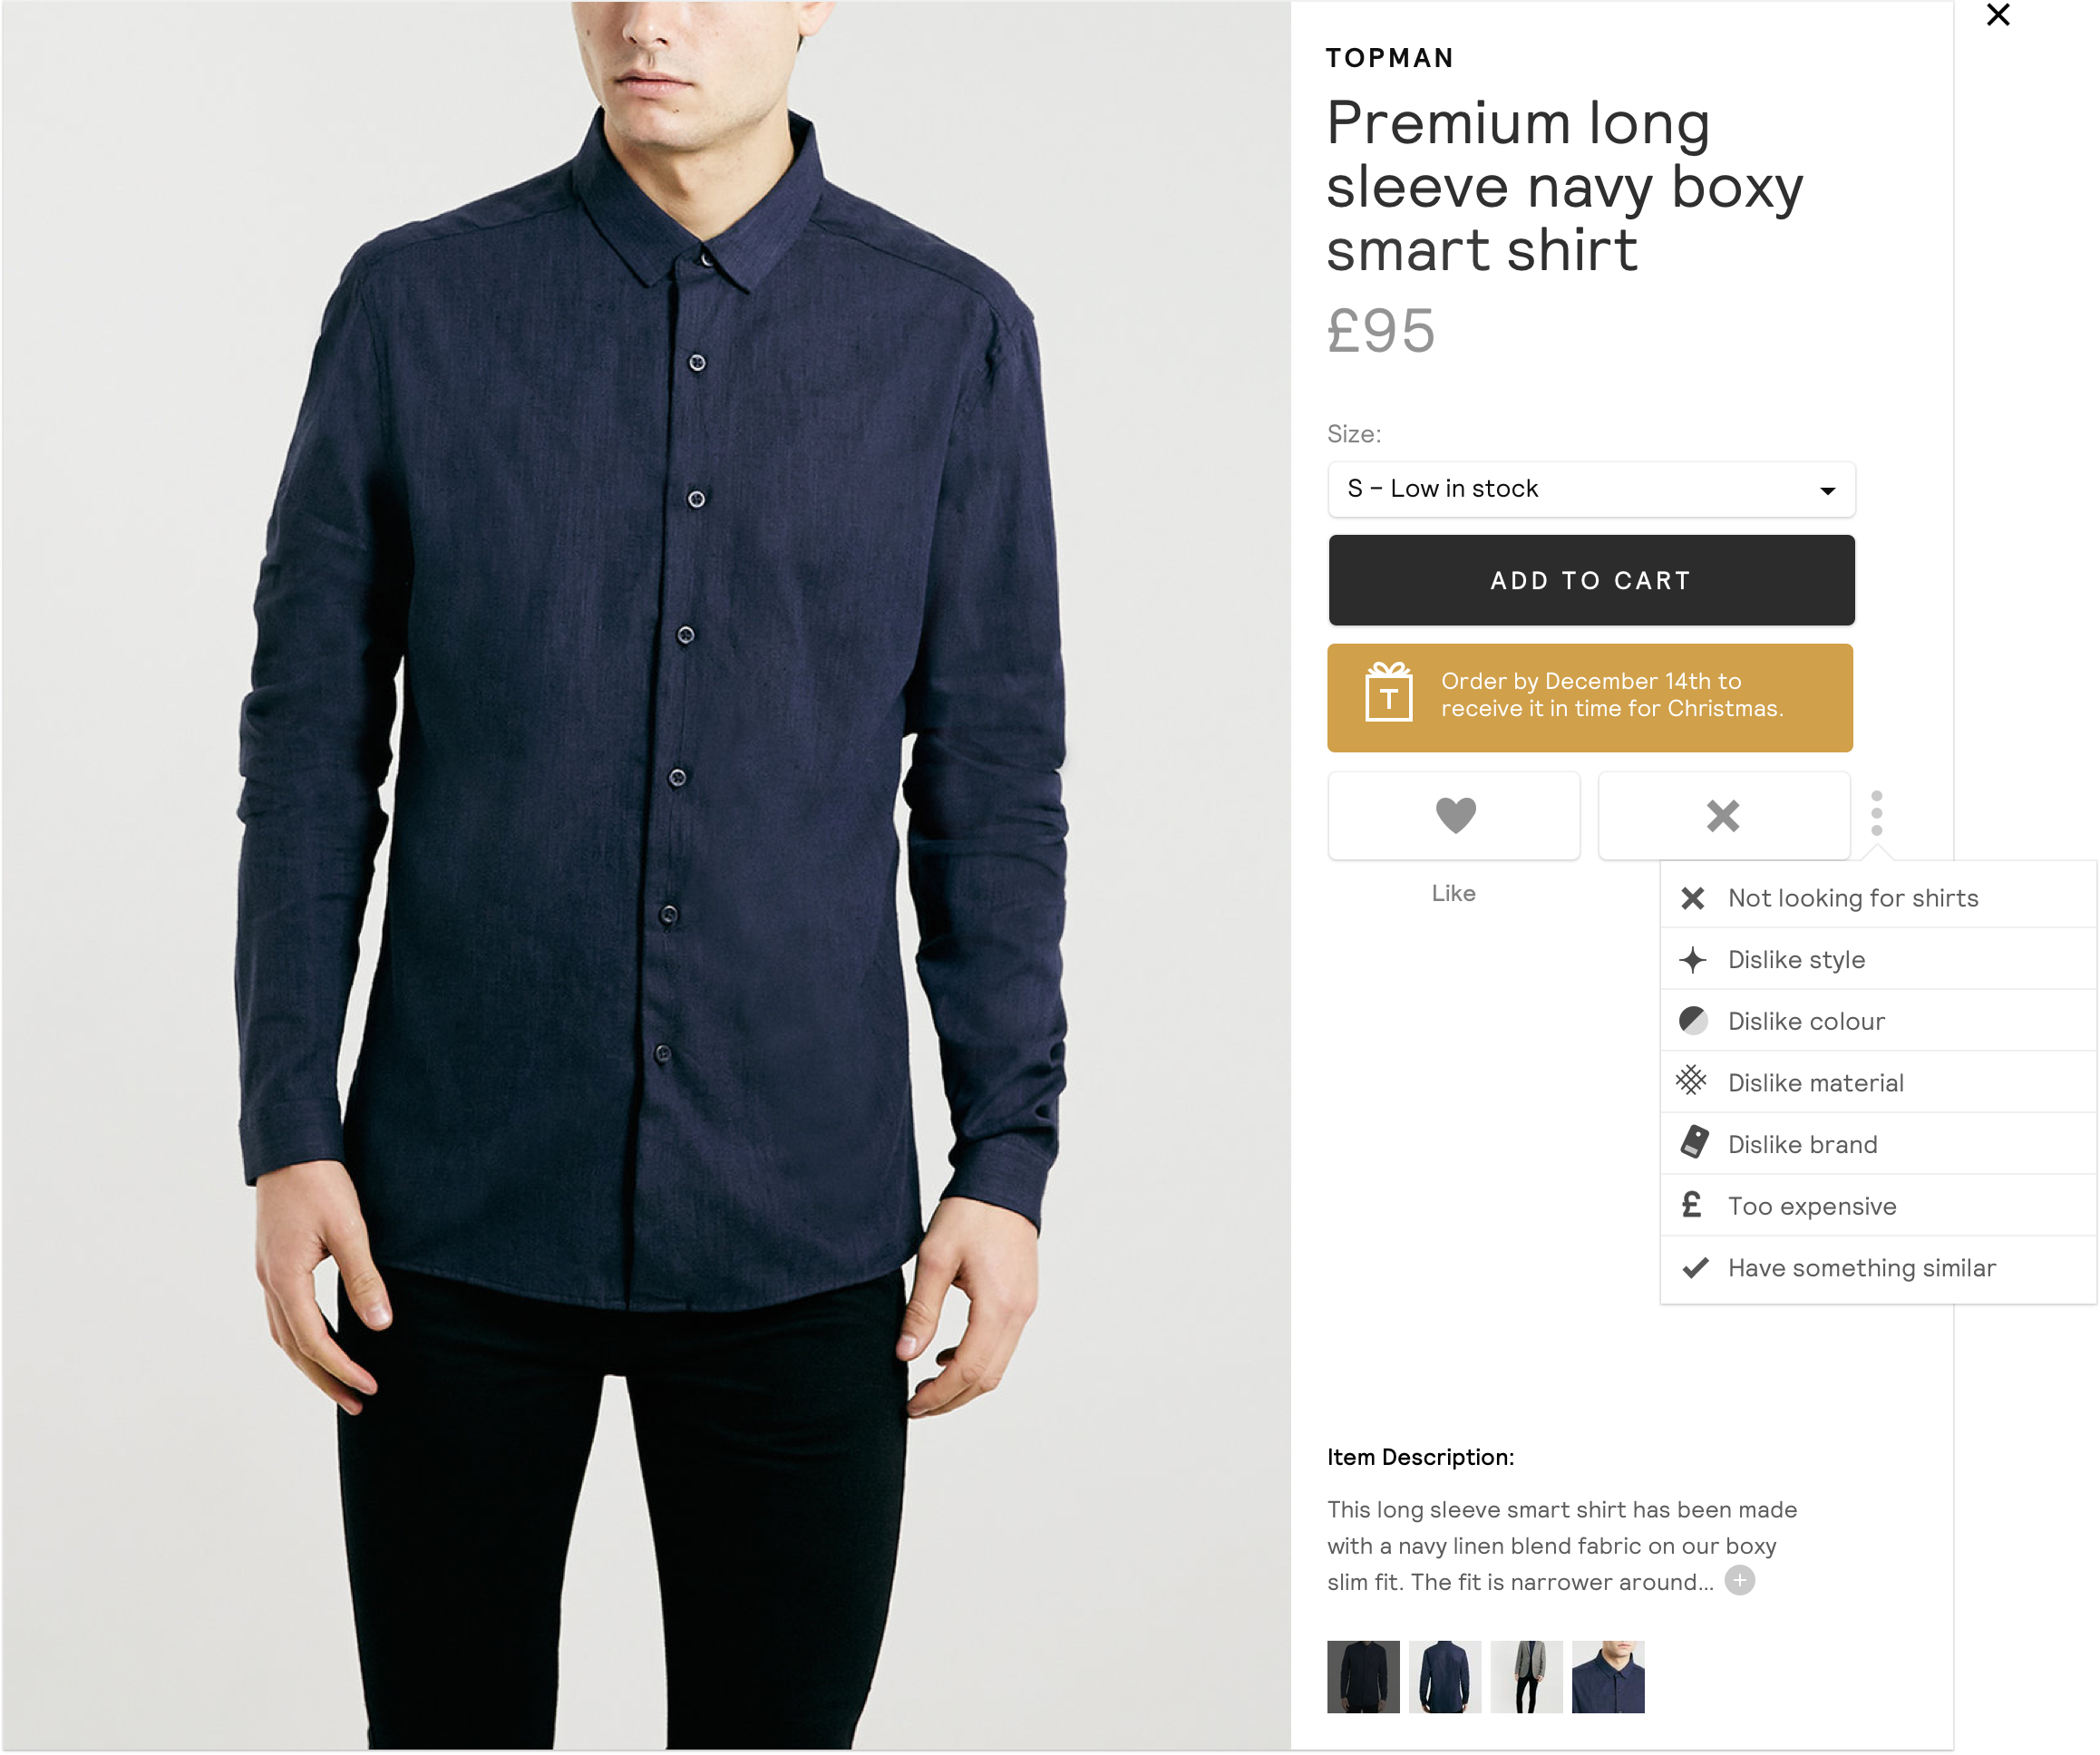 TOPMAN
Premium long
sleeve navy boxy
smart shirt
£95
Size:
S – Low in stock
ADD TO CART
T
Order by December 14th to
receive it in time for Christmas.
Like
Not looking for shirts
Dislike style
Dislike colour
Dislike material
Dislike brand
£ Too expensive
Have something similar
Item Description:
This long sleeve smart shirt has been made
with a navy linen blend fabric on our boxy
slim fit. The fit is narrower around...